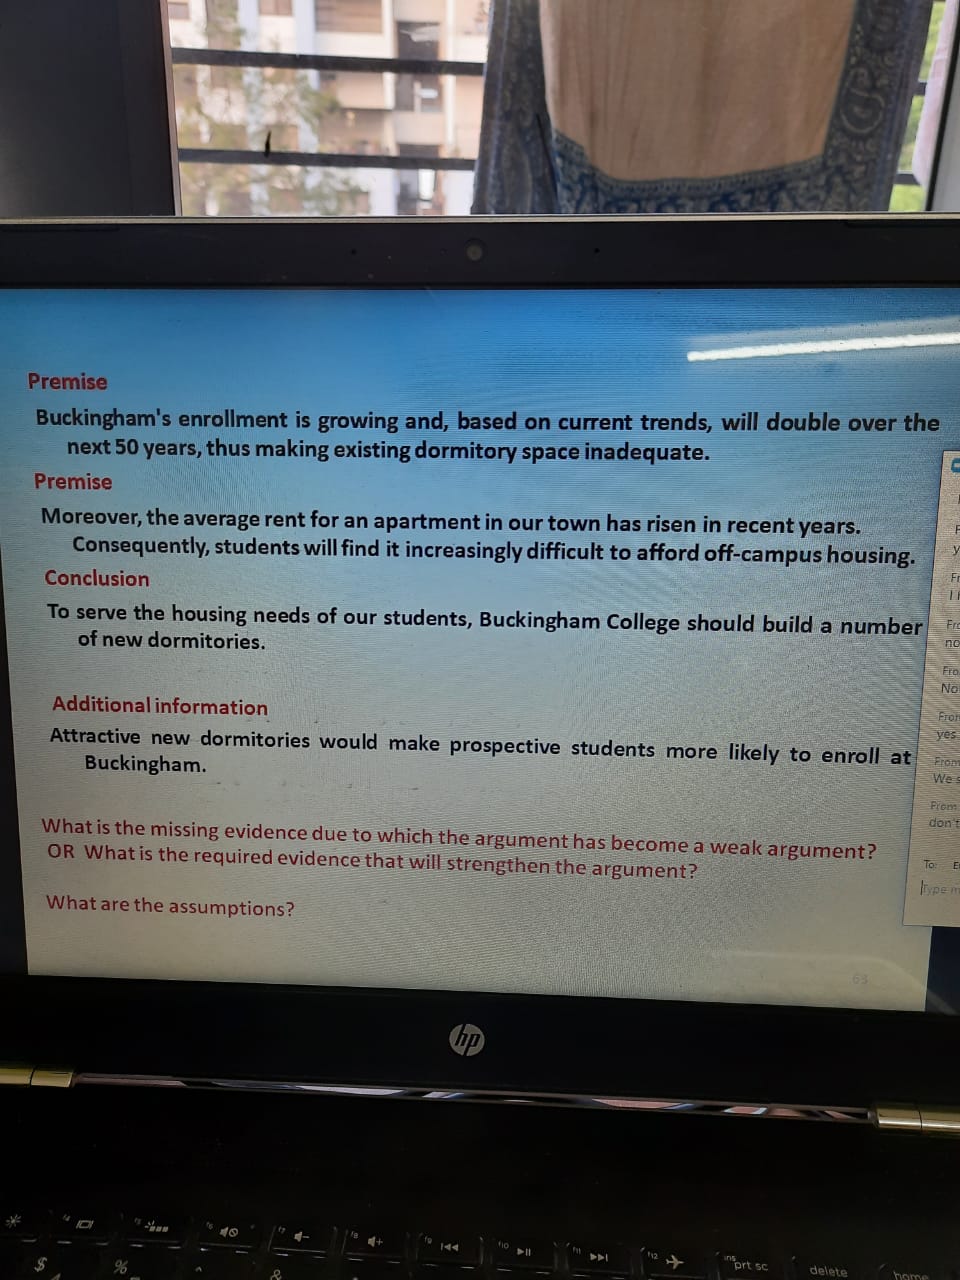 Premise
Buckingham's enrollment is growing and, based on current trends, will double over the
next 50 years, thus making existing dormitory space inadequate.
Premise
Moreover, the average rent for an apartment in our town has risen in recent years.
Consequently, students will find it increasingly difficult to afford off-campus housing.
Conclusion
To serve the housing needs of our students, Buckingham College should build a number
of new dormitories.
Additional information
Attractive new dormitories would make prospective students more likely to enroll at
Buckingham.
What is the missing evidence due to which the argument has become a weak argument?
OR What is the required evidence that will strengthen the argument?
What are the assumptions?
63
Fro
no
Fro
No
From
yes
From
We s
From
don't
To: E
Type m
hp
f4 f5 f6 f7 f8 f9 f10 f11 f12 ins
prt sc
delete
home
$ % ^ &